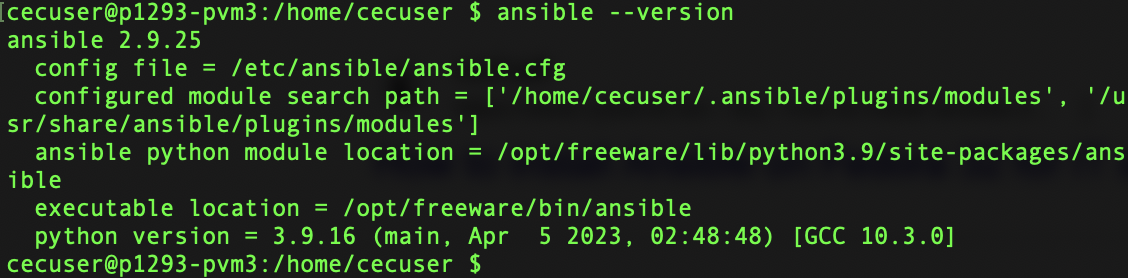 cecuser@p1293-pvm3:/home/cecuser $ ansible --version
ansible 2.9.25
  config file = /etc/ansible/ansible.cfg
  configured module search path = ['/home/cecuser/.ansible/plugins/modules', '/u
sr/share/ansible/plugins/modules']
  ansible python module location = /opt/freeware/lib/python3.9/site-packages/ans
ible
  executable location = /opt/freeware/bin/ansible
  python version = 3.9.16 (main, Apr  5 2023, 02:48:48) [GCC 10.3.0]
cecuser@p1293-pvm3:/home/cecuser $